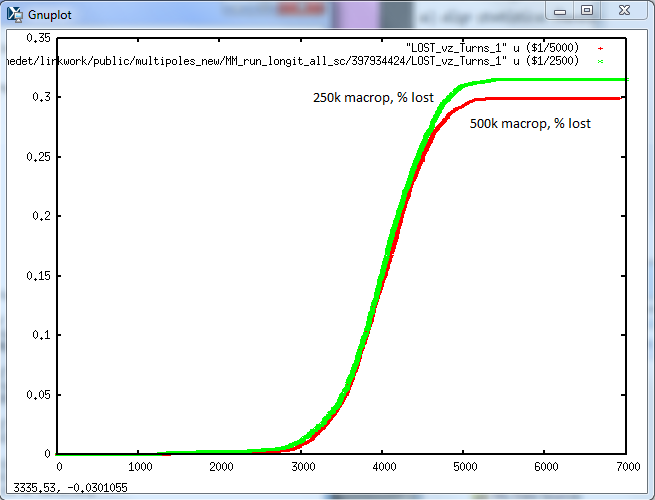 Gnuplot
0.35
"LOST_vz_Turns_1" u ($1/5000)
nedet/lirkwork/public/multipoles_new/MM_run_longit_all_sc/397934424/LOST_vz_Turns_1" u ($1/2500)
0.3
250k macrop, % lost
500k macrop, % lost
0.25
0.2
0.15
0.1
0.05
0
0 1000 2000 3000 4000 5000 6000 7000
3335.53, -0.0301055